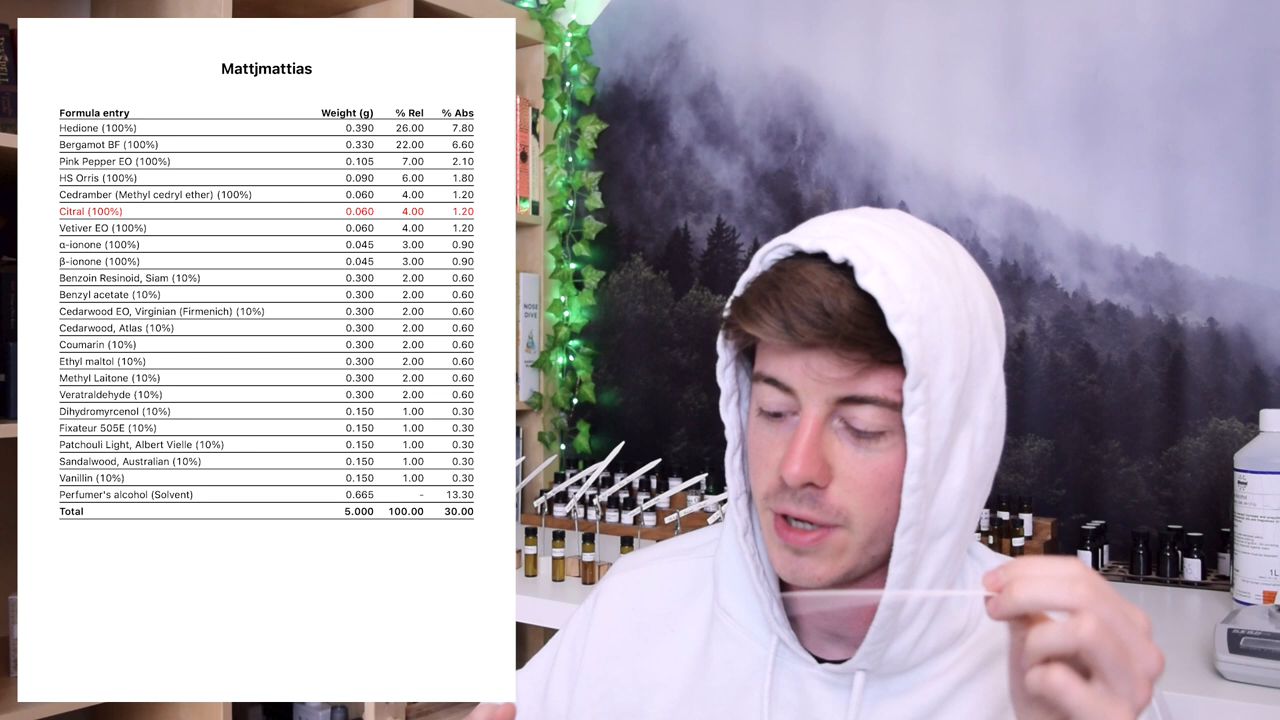 Mattjmattias
Formula entry Weight (g) % Rel % Abs
Hedione (100%) 0.390 26.00 7.80
Bergamot BF (100%) 0.330 22.00 6.60
Pink Pepper EO (100%) 0.105 7.00 2.10
HS Orris (100%) 0.090 6.00 1.80
Cedramber (Methyl cedryl ether) (100%) 0.060 4.00 1.20
Citral (100%) 0.060 4.00 1.20
Vetiver EO (100%) 0.060 4.00 1.20
α-ionone (100%) 0.045 3.00 0.90
β-ionone (100%) 0.045 3.00 0.90
Benzoin Resinoid, Siam (10%) 0.300 2.00 0.60
Benzyl acetate (10%) 0.300 2.00 0.60
Cedarwood EO, Virginian (Firmenich) (10%) 0.300 2.00 0.60
Cedarwood, Atlas (10%) 0.300 2.00 0.60
Coumarin (10%) 0.300 2.00 0.60
Ethyl maltol (10%) 0.300 2.00 0.60
Methyl Laitone (10%) 0.300 2.00 0.60
Veratraldehyde (10%) 0.300 2.00 0.60
Dihydromyrcenol (10%) 0.150 1.00 0.30
Fixateur 505E (10%) 0.150 1.00 0.30
Patchouli Light, Albert Vielle (10%) 0.150 1.00 0.30
Sandalwood, Australian (10%) 0.150 1.00 0.30
Vanillin (10%) 0.150 1.00 0.30
Perfumer's alcohol (Solvent) 0.665 - 13.30
Total 5.000 100.00 30.00
NOSE
DIVE
1L